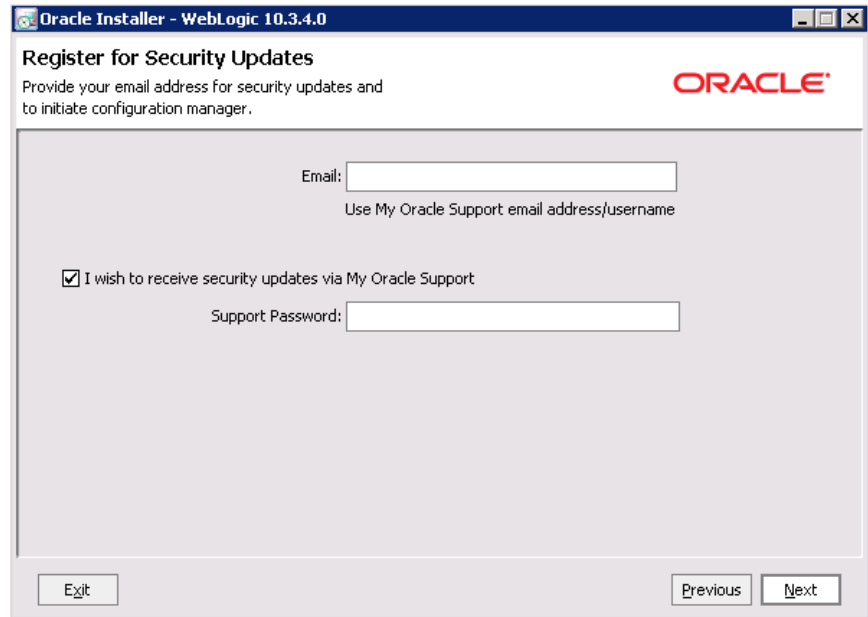 Oracle Installer - WebLogic 10.3.4.0
Register for Security Updates
Provide your email address for security updates and
to initiate configuration manager.
ORACLE
Email:
Use My Oracle Support email address/username
I wish to receive security updates via My Oracle Support
Support Password:
Exit
Previous
Next